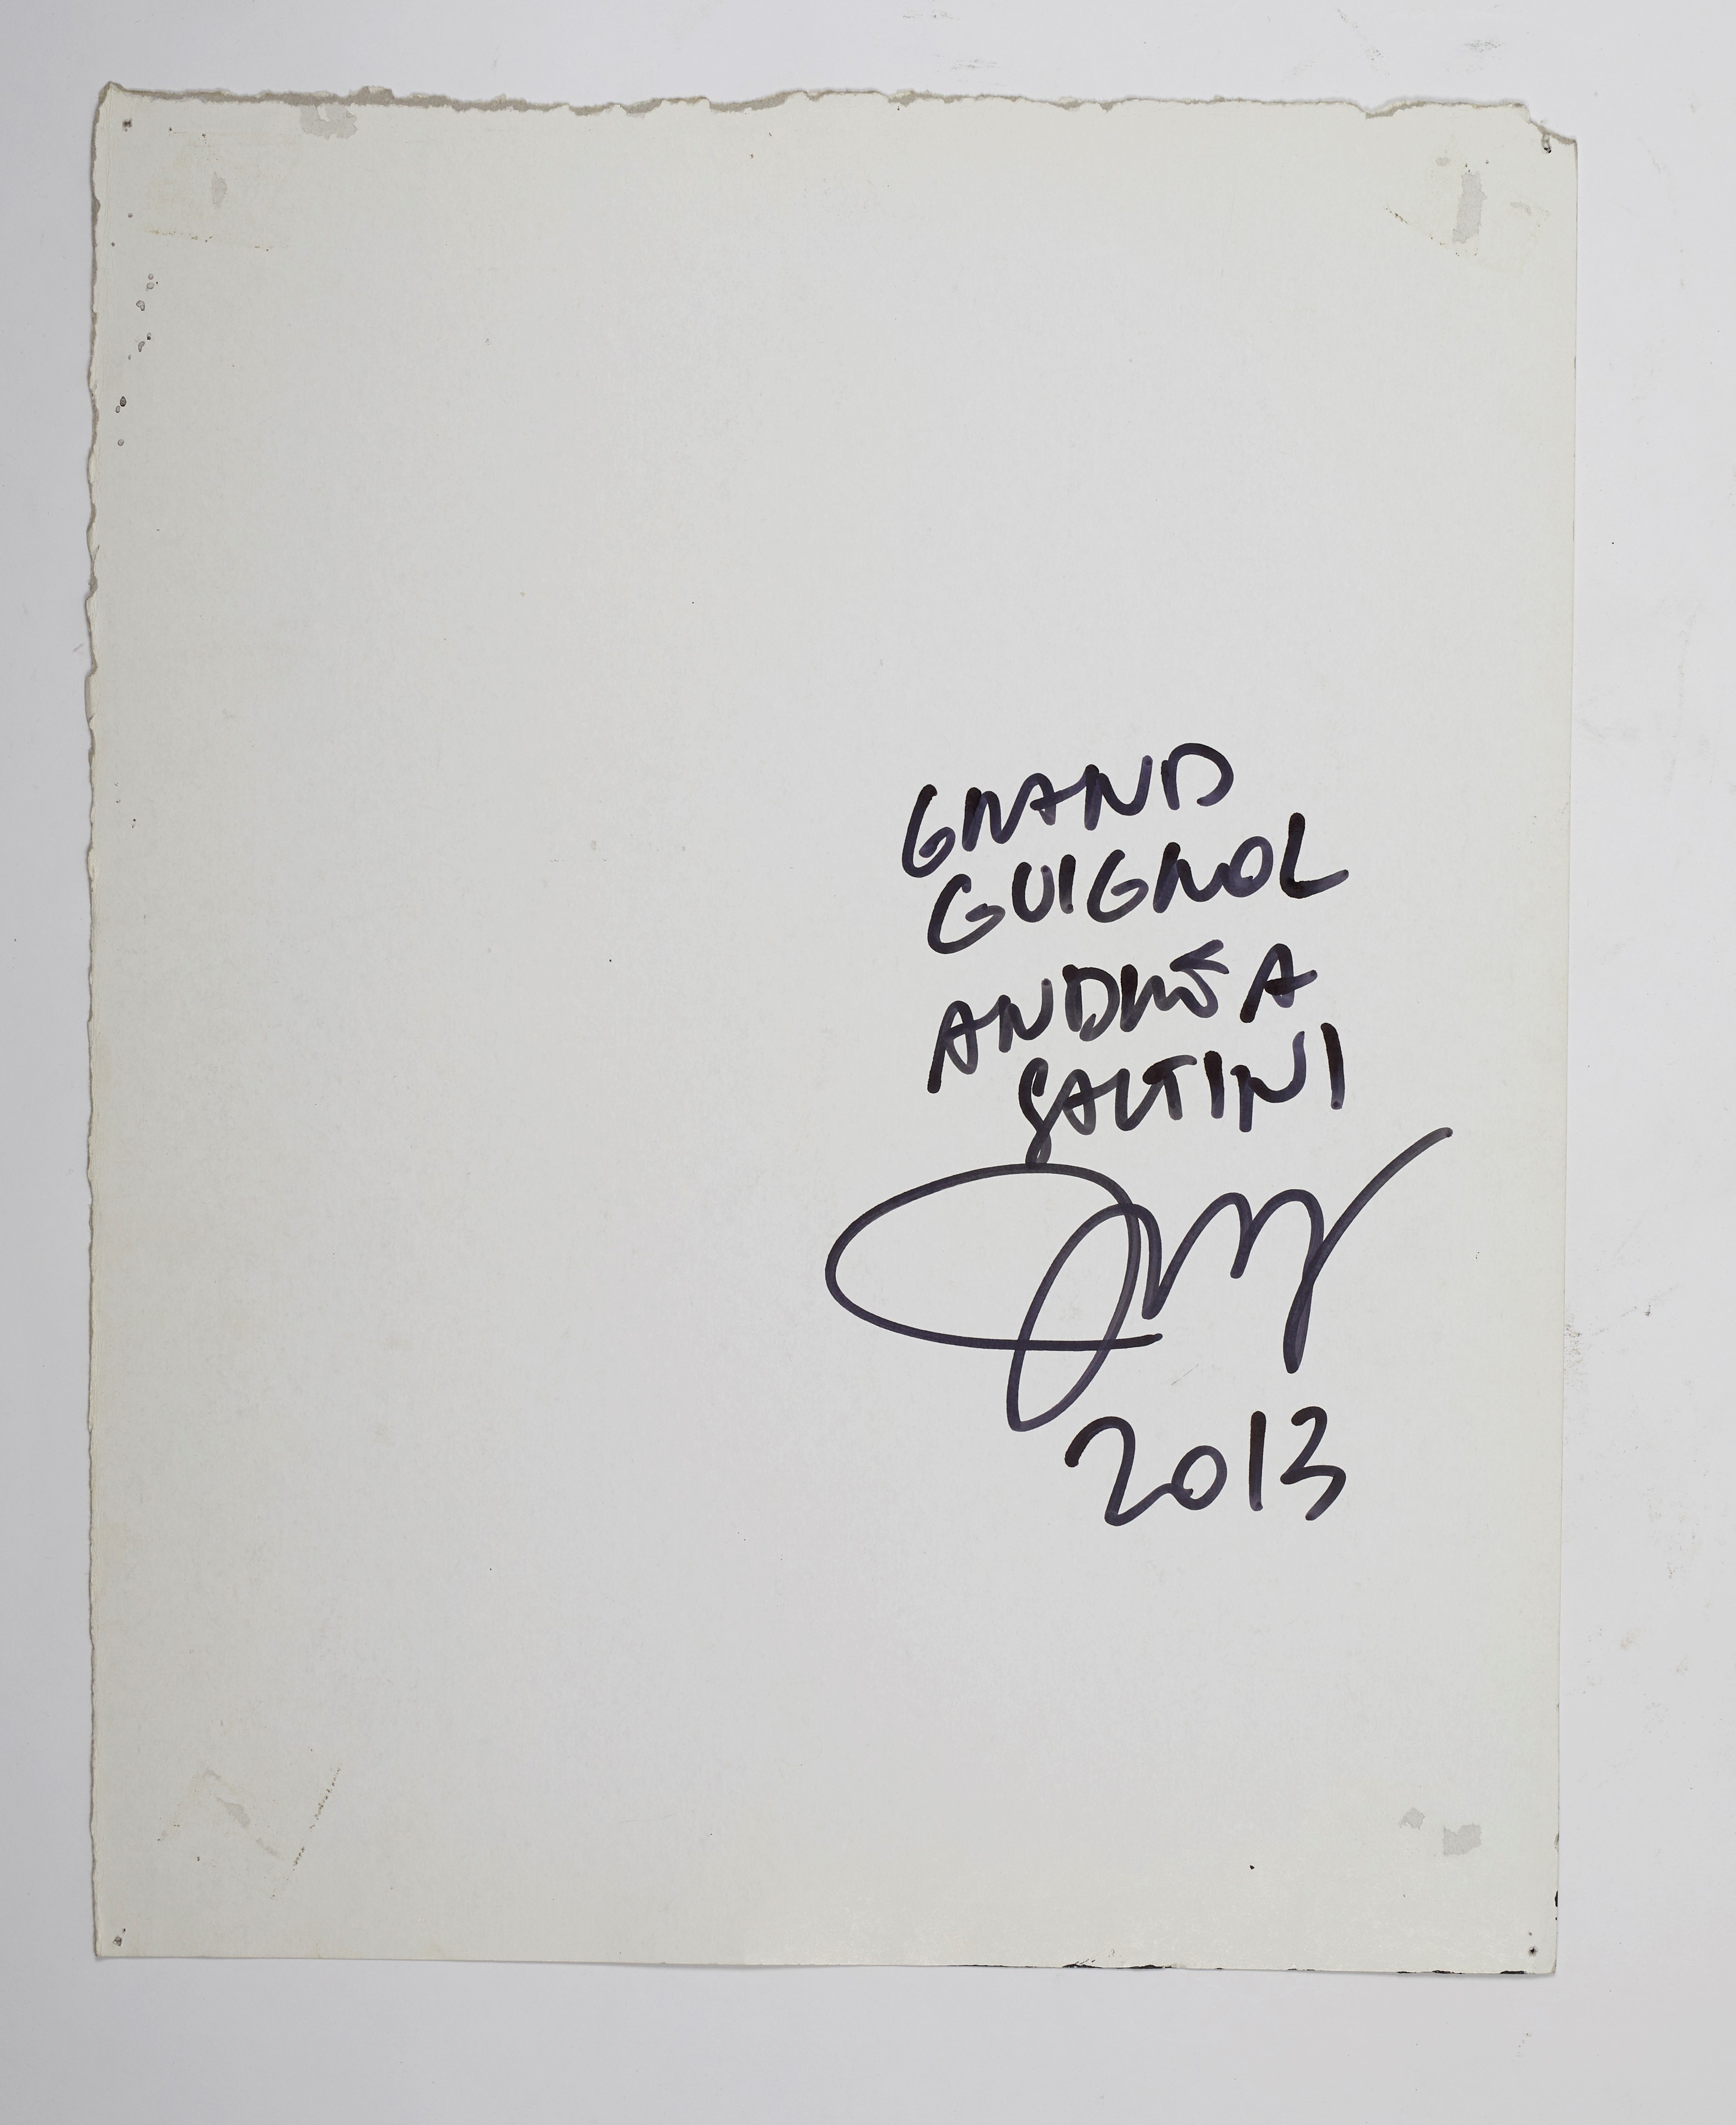 GRAND
GUIGNOL
ANDREA
SALTINI
2013